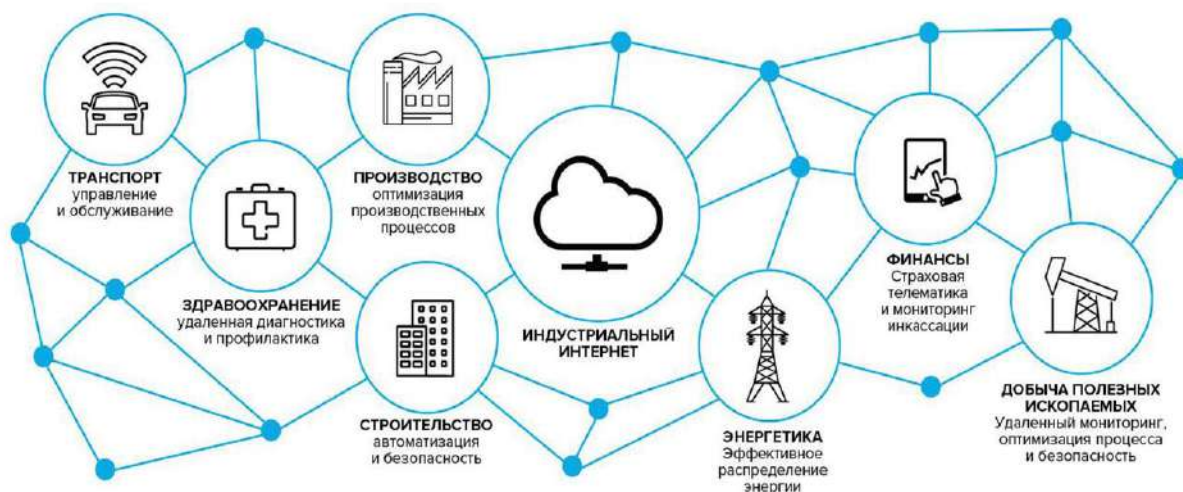 ТРАНСПОРТ
управление
и обслуживание
ЗДРАВООХРАНЕНИЕ
удаленная диагностика
и профилактика
ПРОИЗВОДСТВО
оптимизация
производственных
процессов
СТРОИТЕЛЬСТВО
автоматизация
и безопасность
ИНДУСТРИАЛЬНЫЙ
ИНТЕРНЕТ
ЭНЕРГЕТИКА
Эффективное
распределение
энергии
ФИНАНСЫ
Страховая
телематика
и мониторинг
инкассации
ДОБЫЧА ПОЛЕЗНЫХ
ИСКОПАЕМЫХ
Удаленный мониторинг,
оптимизация процесса
и безопасность